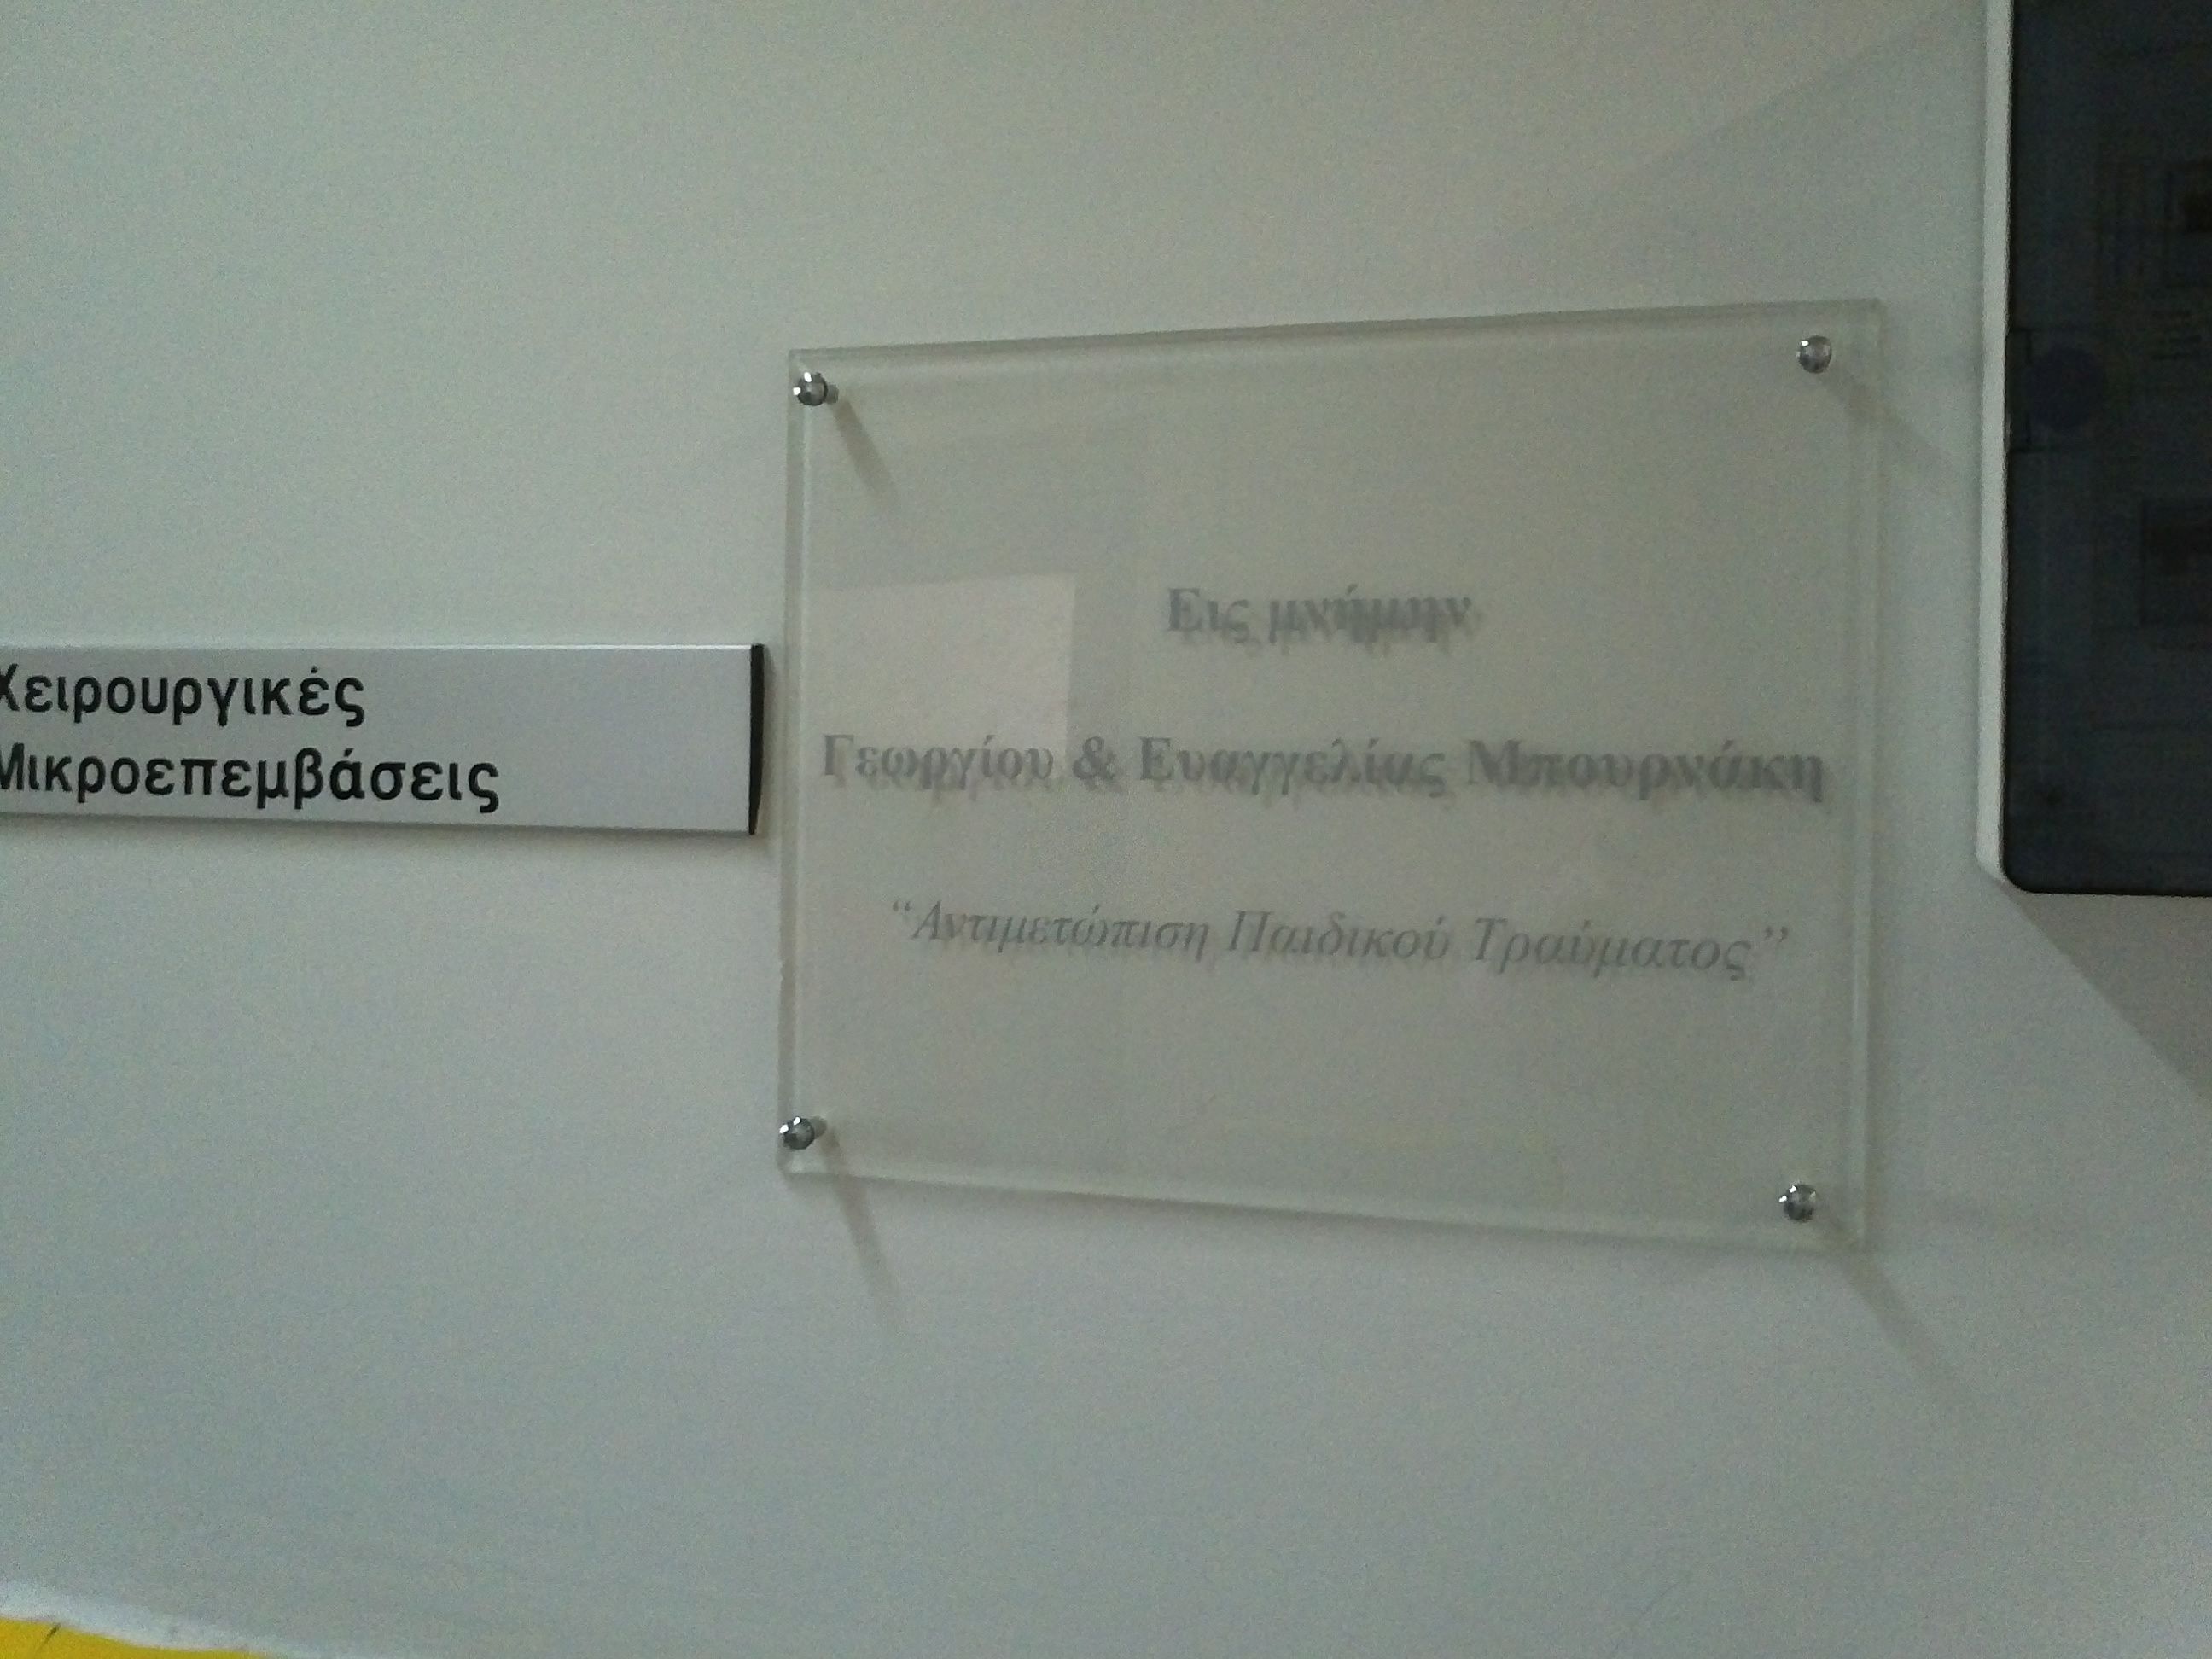 Χειρουργικές
Μικροεπεμβάσεις
Εις μνήμην
Γεωργίου & Ευαγγελίας Μπουρνάκη
“Αντιμετώπιση Παιδικού Τραύματος”